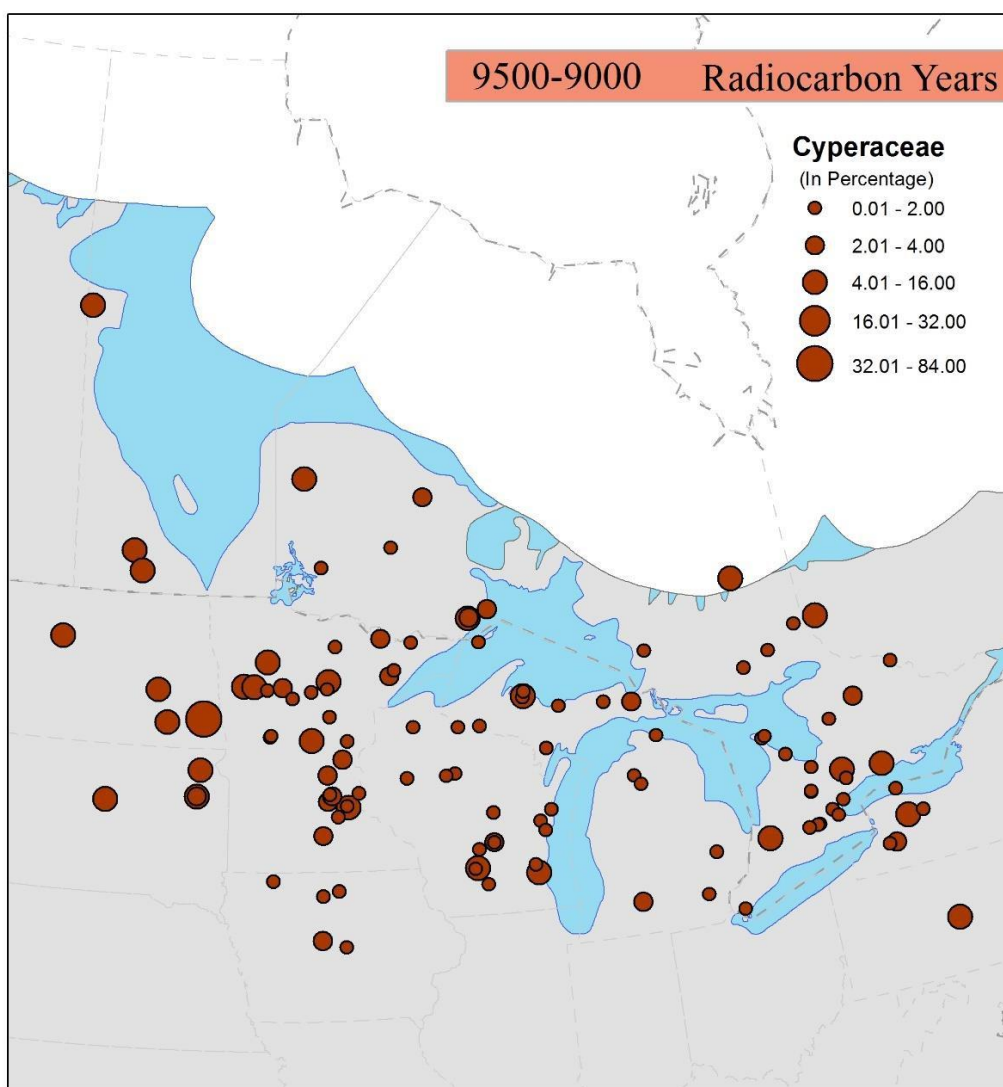 9500-9000 Radiocarbon Years
Cyperaceae
(In Percentage)
0.01 - 2.00
2.01 - 4.00
4.01 - 16.00
16.01 - 32.00
32.01 - 84.00